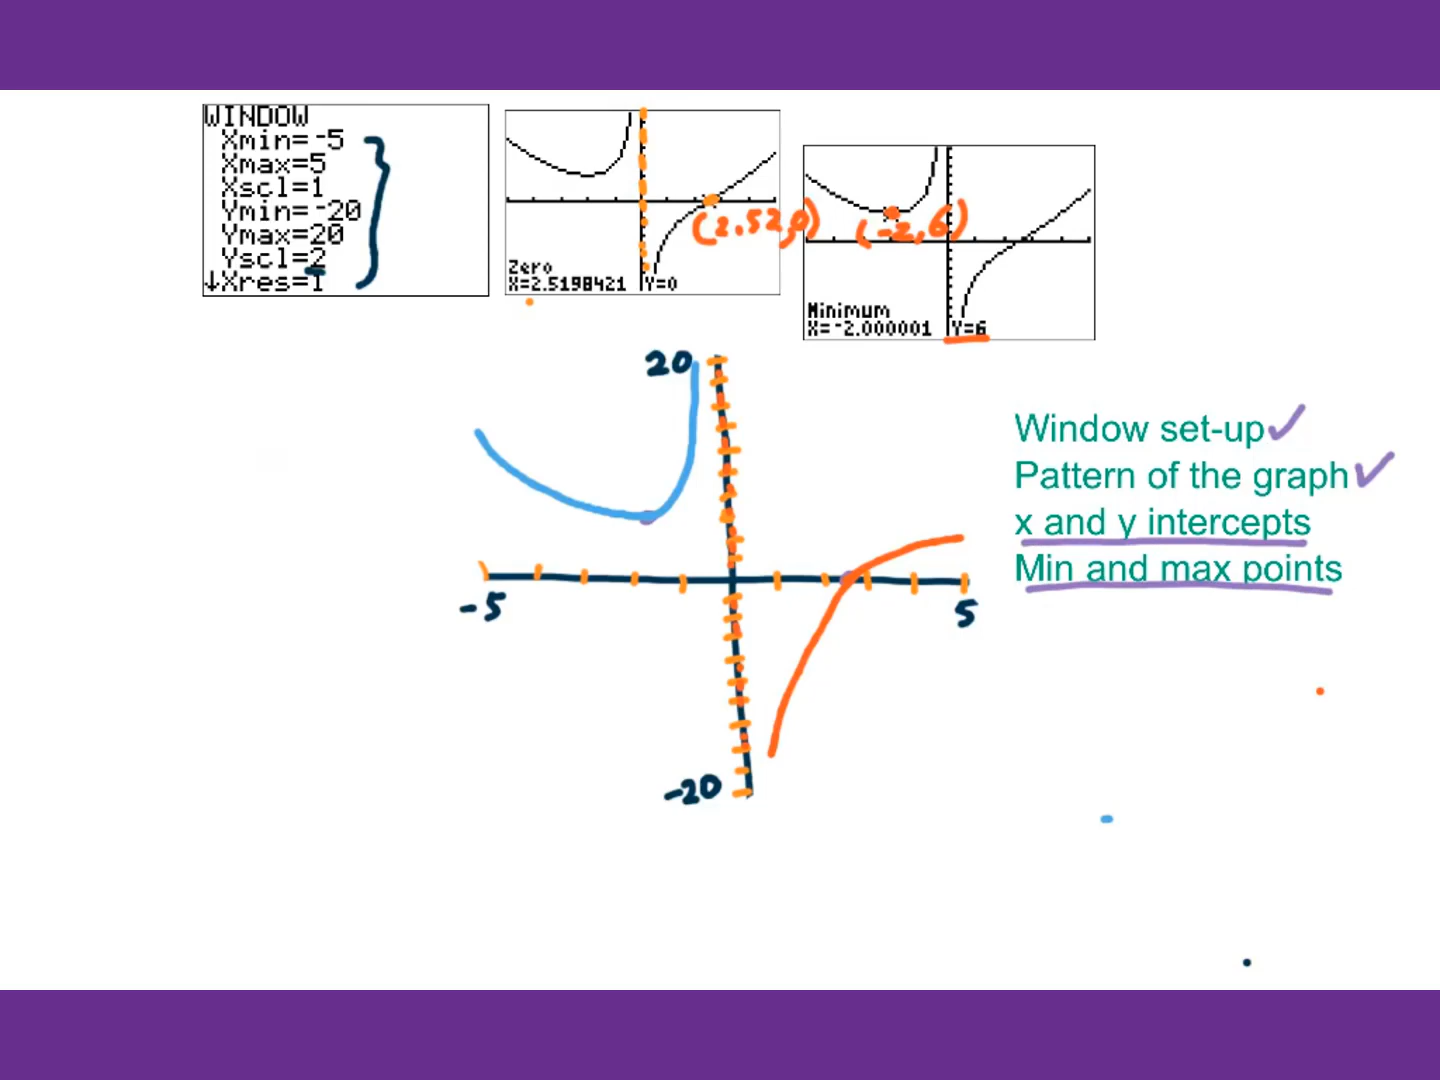 WINDOW
Xmin=-5
Xmax=5
Xscl=1
Ymin=-20
Ymax=20
Yscl=2
↓Xres=1
(2.52,0)
Zero
X=2.5198421 Y=0
(-2,6)
Minimum
X=-2.000001 Y=6
20
-5
5
-20
Window set-up✓
Pattern of the graph✓
x and y intercepts
Min and max points